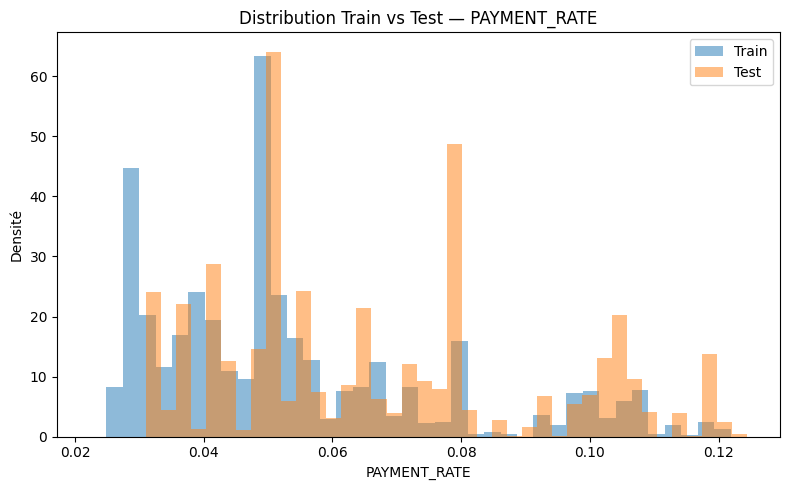 Distribution Train vs Test — PAYMENT_RATE
Train
Test
Densité
60
50
40
30
20
10
0
0.02 0.04 0.06 0.08 0.10 0.12
PAYMENT_RATE